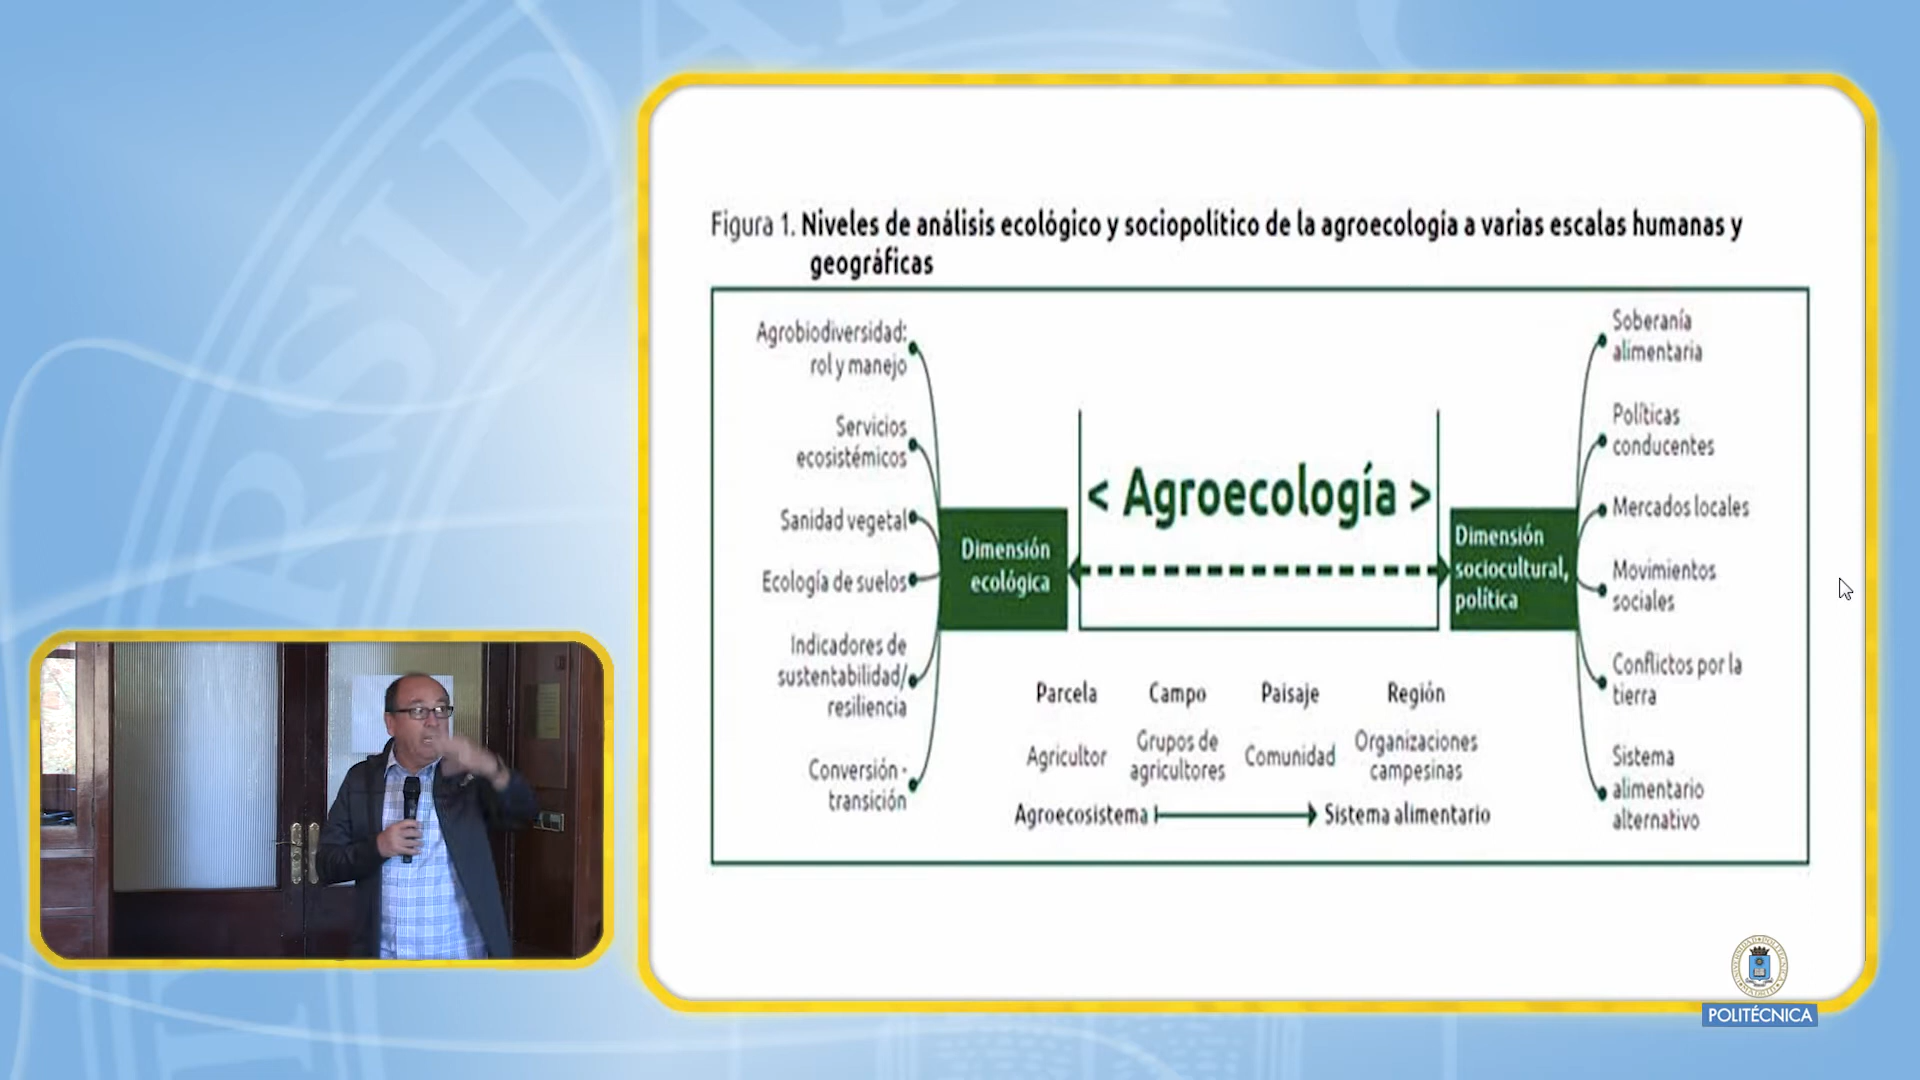 Figura 1. Niveles de análisis ecológico y sociopolítico de la agroecologia a varias escalas humanas y
geográficas
Agrobiodiversidad:
rol y manejo
Servicios
ecosistémicos
Sanidad vegetal
Ecología de suelos
Indicadores de
sustentabilidad/
resiliencia
Conversión -
transición
Dimensión
ecológica
< Agroecología >
Dimensión
sociocultural,
política
Soberanía
alimentaria
Políticas
conducentes
Mercados locales
Movimientos
sociales
Conflictos por la
tierra
Sistema
alimentario
alternativo
Parcela Campo Paisaje Región
Agricultor Grupos de agricultores Comunidad Organizaciones campesinas
Agroecosistema Sistema alimentario
POLITÉCNICA